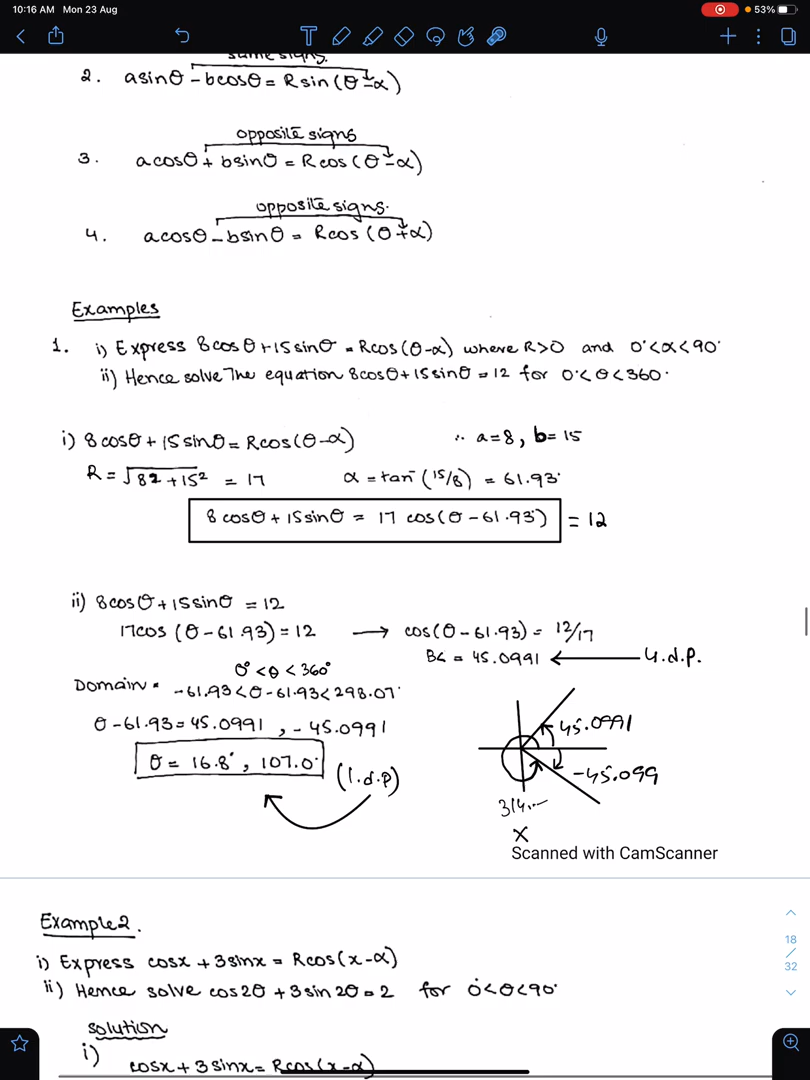 10:16 AM Mon 23 Aug
53%
same signs.
2. asinθ - bcosθ = Rsin(θ-α)
opposite signs
3. acosθ + bsinθ = Rcos(θ-α)
opposite signs.
4. acosθ - bsinθ = Rcos(θ+α)
Examples
1. i) Express 8cosθ+15sinθ = Rcos(θ-α) where R>0 and 0°<α<90°
ii) Hence solve the equation 8cosθ+15sinθ = 12 for 0°<θ<360°
i) 8cosθ+15sinθ = Rcos(θ-α) ∴ a=8, b=15
R = √8²+15² = 17 α = tan⁻(15/8) = 61.93°
8cosθ+15sinθ = 17 cos(θ-61.93°) = 12
ii) 8cosθ+15sinθ = 12
17cos(θ-61.93) = 12 → cos(θ-61.93) = 12/17
B∠ = 45.0991 ← 4.d.p.
0°<θ<360°
Domain = -61.93<θ-61.93<298.07°
θ-61.93 = 45.0991, -45.0991
45.0991
θ = 16.8°, 107.0° (1.d.p)
-45.099
314...
X
Scanned with CamScanner
Example2.
i) Express cosx + 3sinx = Rcos(x-α)
ii) Hence solve cos2θ + 3sin2θ = 2 for 0°<θ<90°
solution
i) cosx + 3sinx = Rcos(x-α)
18
/
32